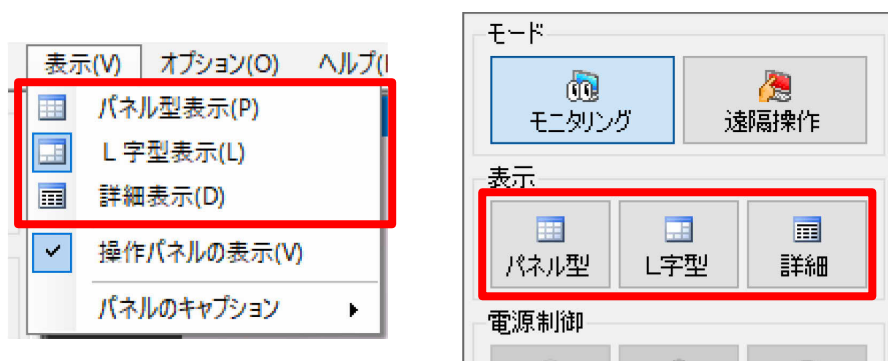 表示(V) オプション(O) ヘルプ(
パネル型表示(P)
L字型表示(L)
詳細表示(D)
操作パネルの表示(V)
パネルのキャプション
モード
モニタリング 遠隔操作
表示
パネル型 L字型 詳細
電源制御